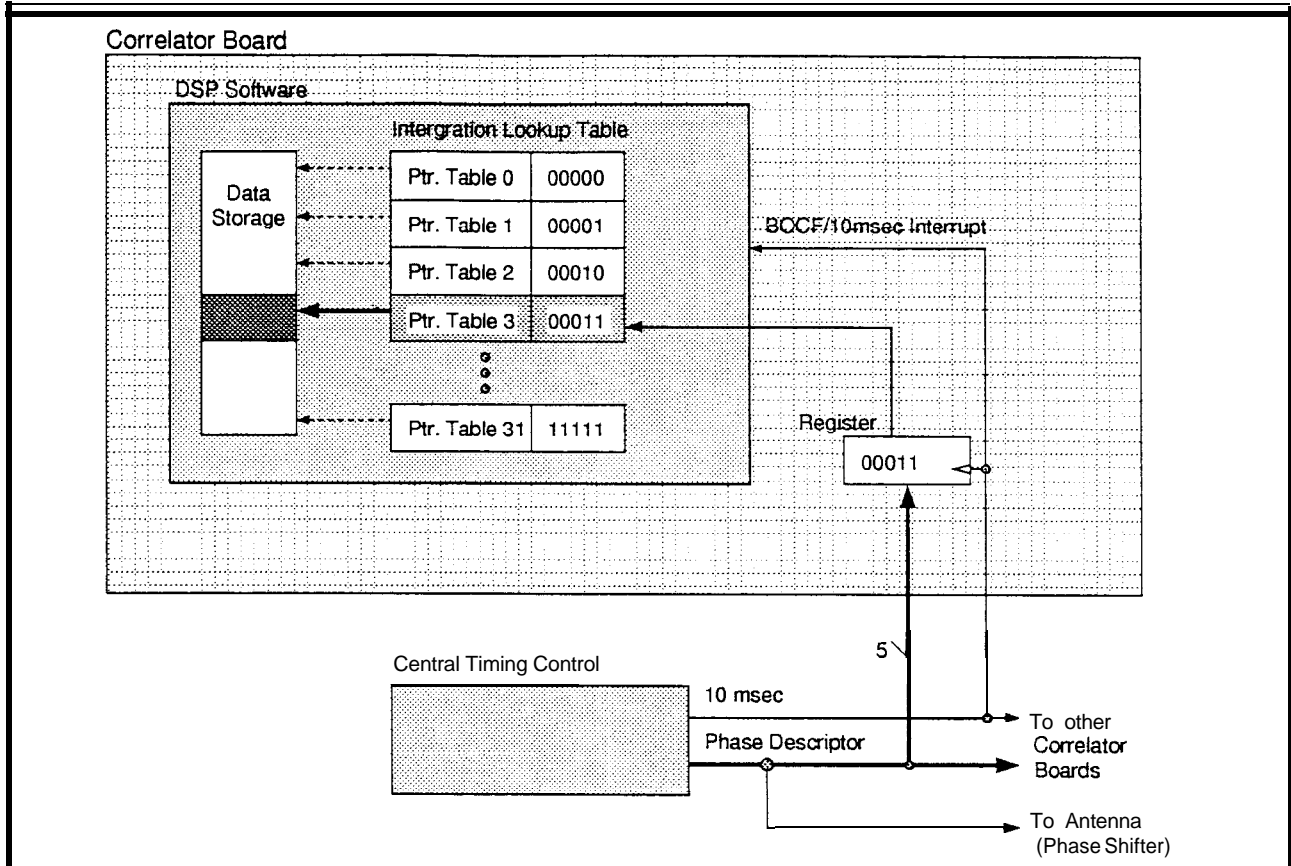 Correlator Board
DSP Software
Intergration Lookup Table
Data
Storage
Ptr. Table 0 00000
Ptr. Table 1 00001
Ptr. Table 2 00010
Ptr. Table 3 00011
Ptr. Table 31 11111
BOCF/10msec Interrupt
Register
00011
5
Central Timing Control
10 msec
Phase Descriptor
To other
Correlator
Boards
To Antenna
(Phase Shifter)